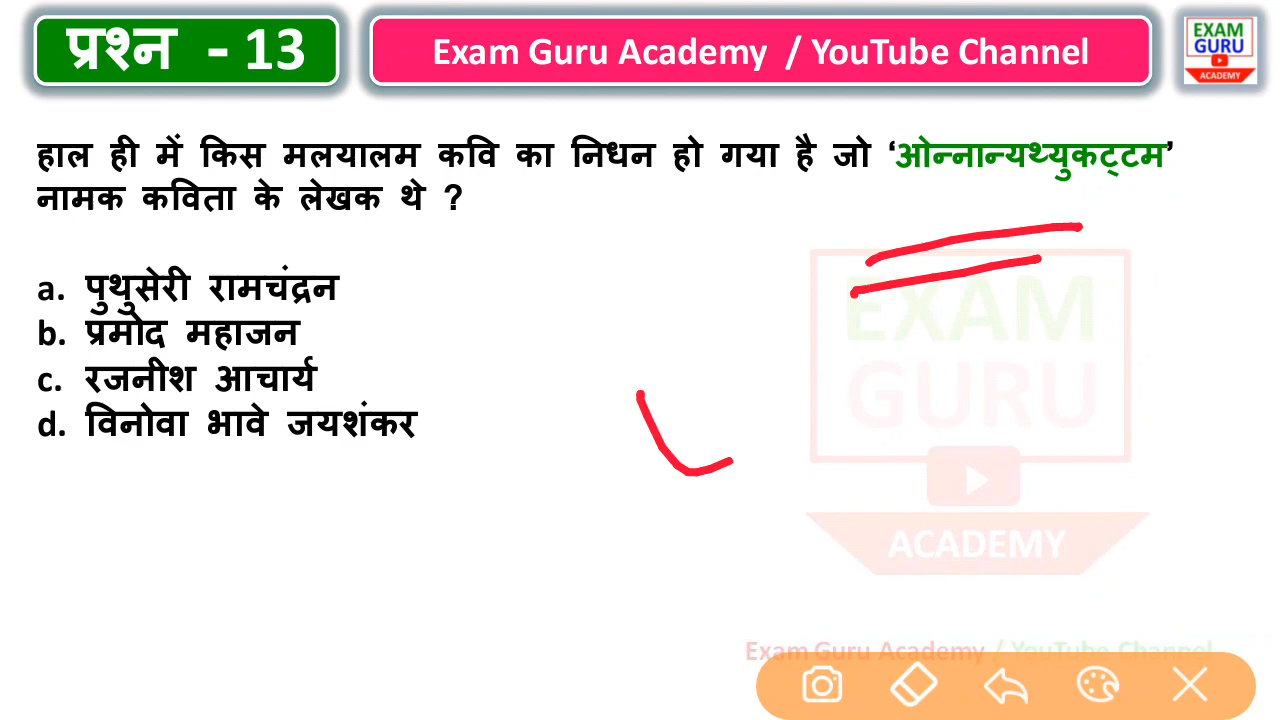 प्रश्न - 13
Exam Guru Academy / YouTube Channel
EXAM
GURU
ACADEMY
हाल ही में किस मलयालम कवि का निधन हो गया है जो ‘ओन्नान्यथ्युकट्टम’
नामक कविता के लेखक थे ?
a. पुथुसेरी रामचंद्रन
b. प्रमोद महाजन
c. रजनीश आचार्य
d. विनोवा भावे जयशंकर
EXAM
GURU
ACADEMY
Exam Guru Academy / YouTube Channel